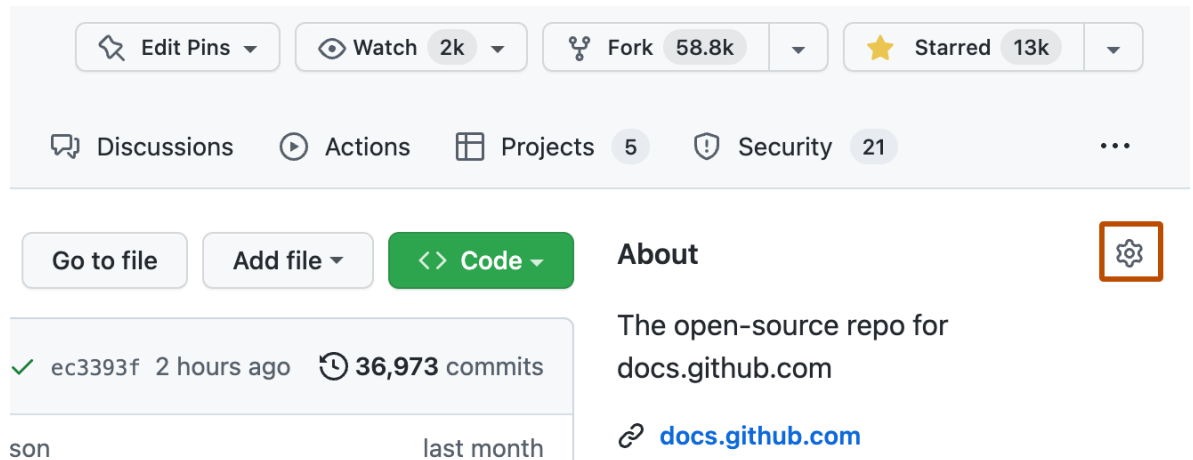 Edit Pins Watch 2k Fork 58.8k Starred 13k
Discussions Actions Projects 5 Security 21 ...
Go to file Add file <> Code
About
The open-source repo for
docs.github.com
docs.github.com
ec3393f 2 hours ago 36,973 commits
son last month